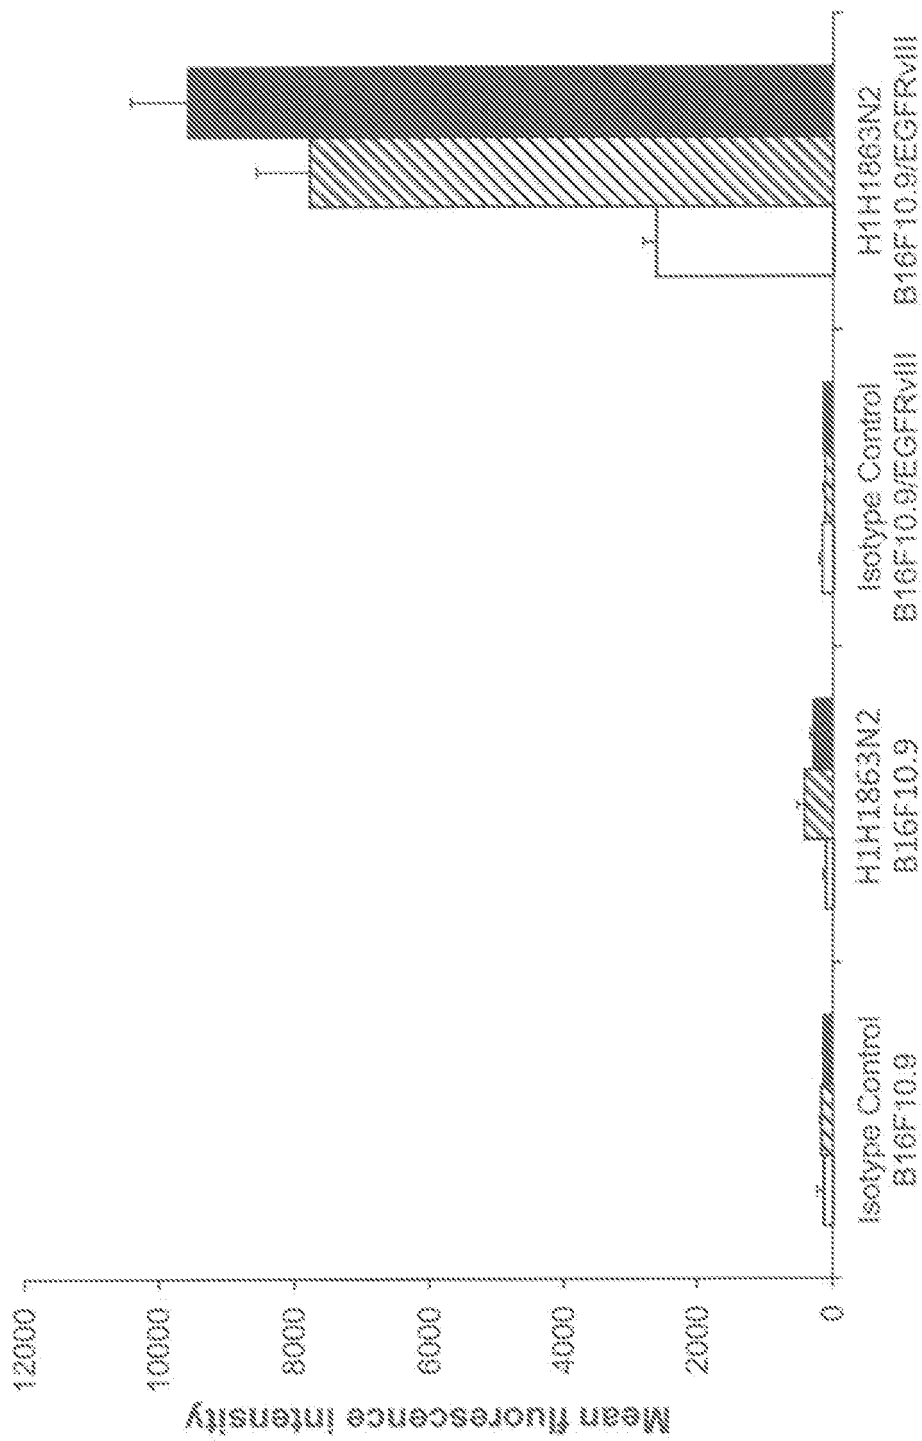 Mean fluorescence intensity
12000
10000
8000
6000
4000
2000
0
Isotype Control
B16F10.9
H1H1863N2
B16F10.9
Isotype Control
B16F10.9/EGFRvIII
H1H1863N2
B16F10.9/EGFRvIII